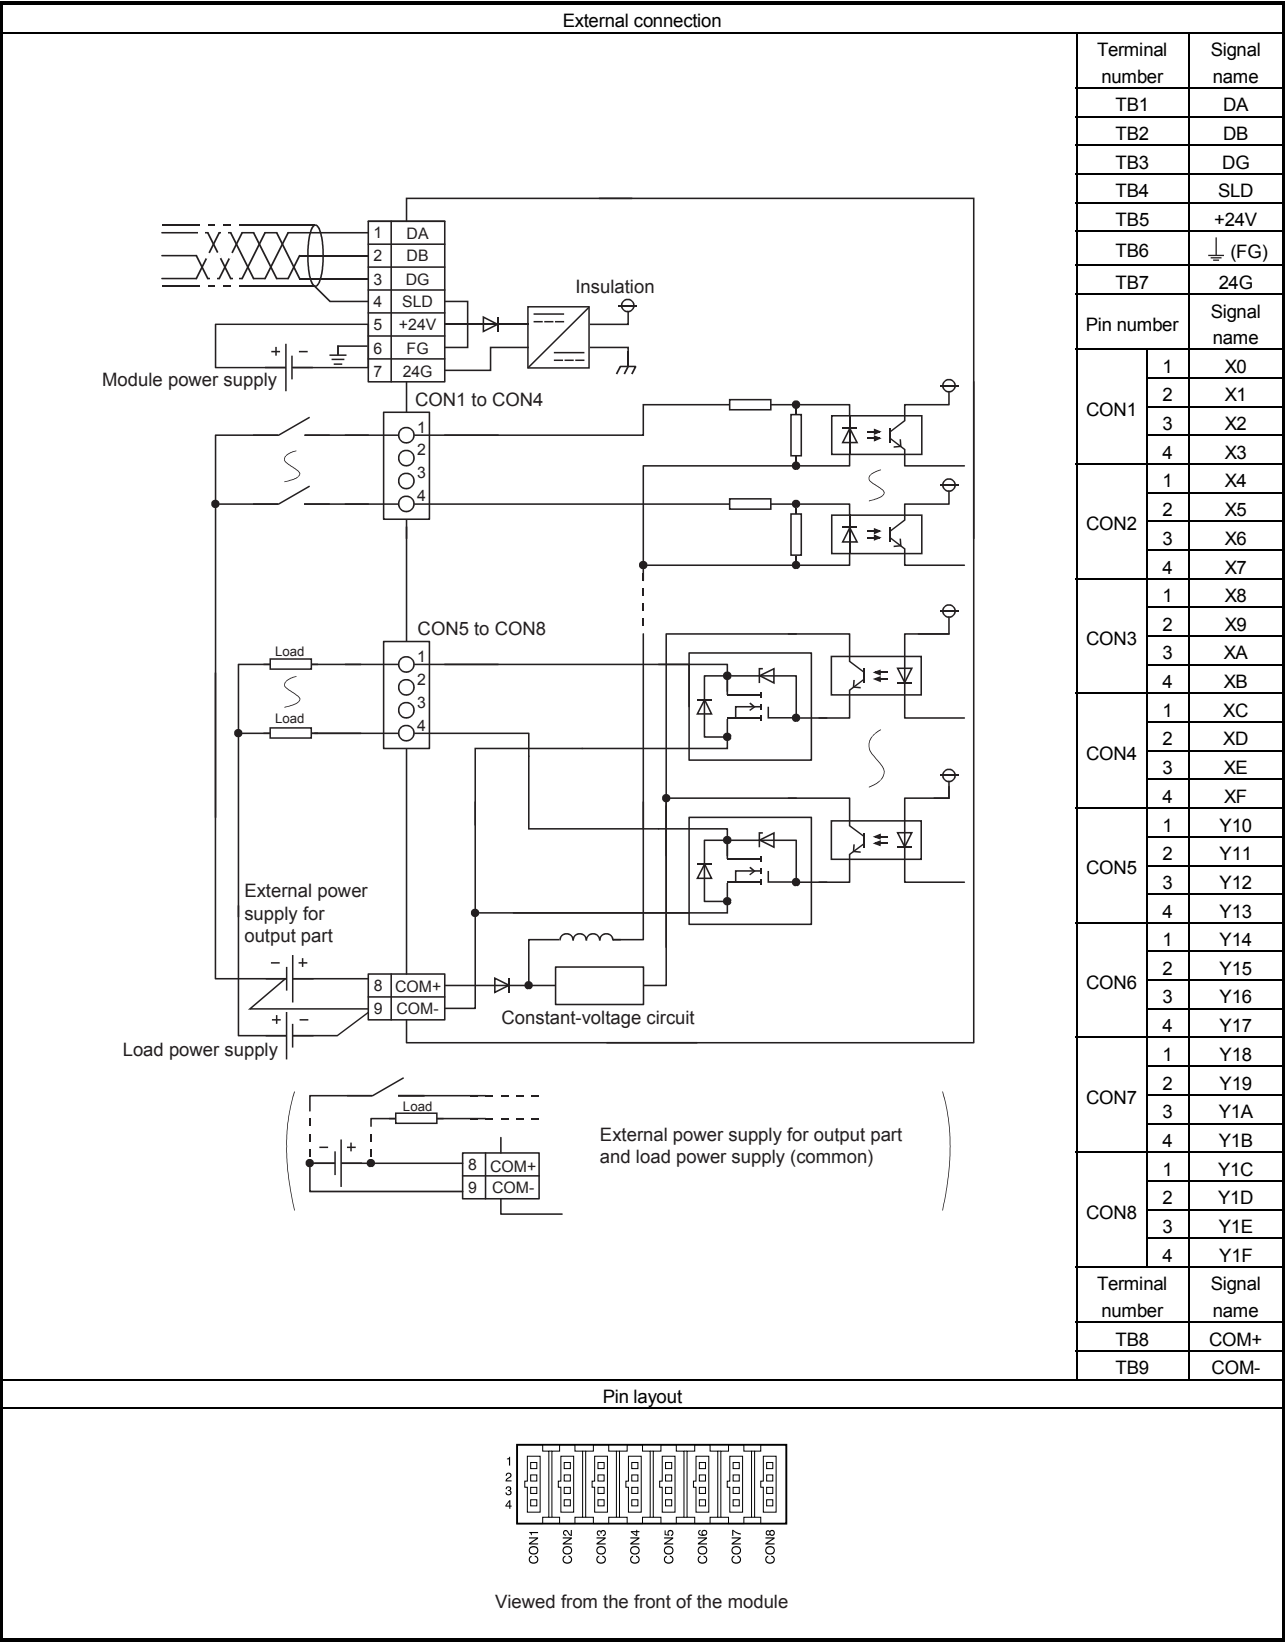 External connection
1 DA
2 DB
3 DG
4 SLD
5 +24V
6 FG
7 24G
Insulation
+ −
Module power supply
CON1 to CON4
1
2
3
4
CON5 to CON8
Load
1
2
3
Load
4
External power
supply for
output part
− +
8 COM+
9 COM-
+ −
Load power supply
Constant-voltage circuit
Load
− +
8 COM+
9 COM-
External power supply for output part
and load power supply (common)
Terminal number Signal name
TB1 DA
TB2 DB
TB3 DG
TB4 SLD
TB5 +24V
TB6 ⏚ (FG)
TB7 24G
Pin number Signal name
CON1 1 X0
2 X1
3 X2
4 X3
CON2 1 X4
2 X5
3 X6
4 X7
CON3 1 X8
2 X9
3 XA
4 XB
CON4 1 XC
2 XD
3 XE
4 XF
CON5 1 Y10
2 Y11
3 Y12
4 Y13
CON6 1 Y14
2 Y15
3 Y16
4 Y17
CON7 1 Y18
2 Y19
3 Y1A
4 Y1B
CON8 1 Y1C
2 Y1D
3 Y1E
4 Y1F
Terminal number Signal name
TB8 COM+
TB9 COM-
Pin layout
1
2
3
4
CON1 CON2 CON3 CON4 CON5 CON6 CON7 CON8
Viewed from the front of the module